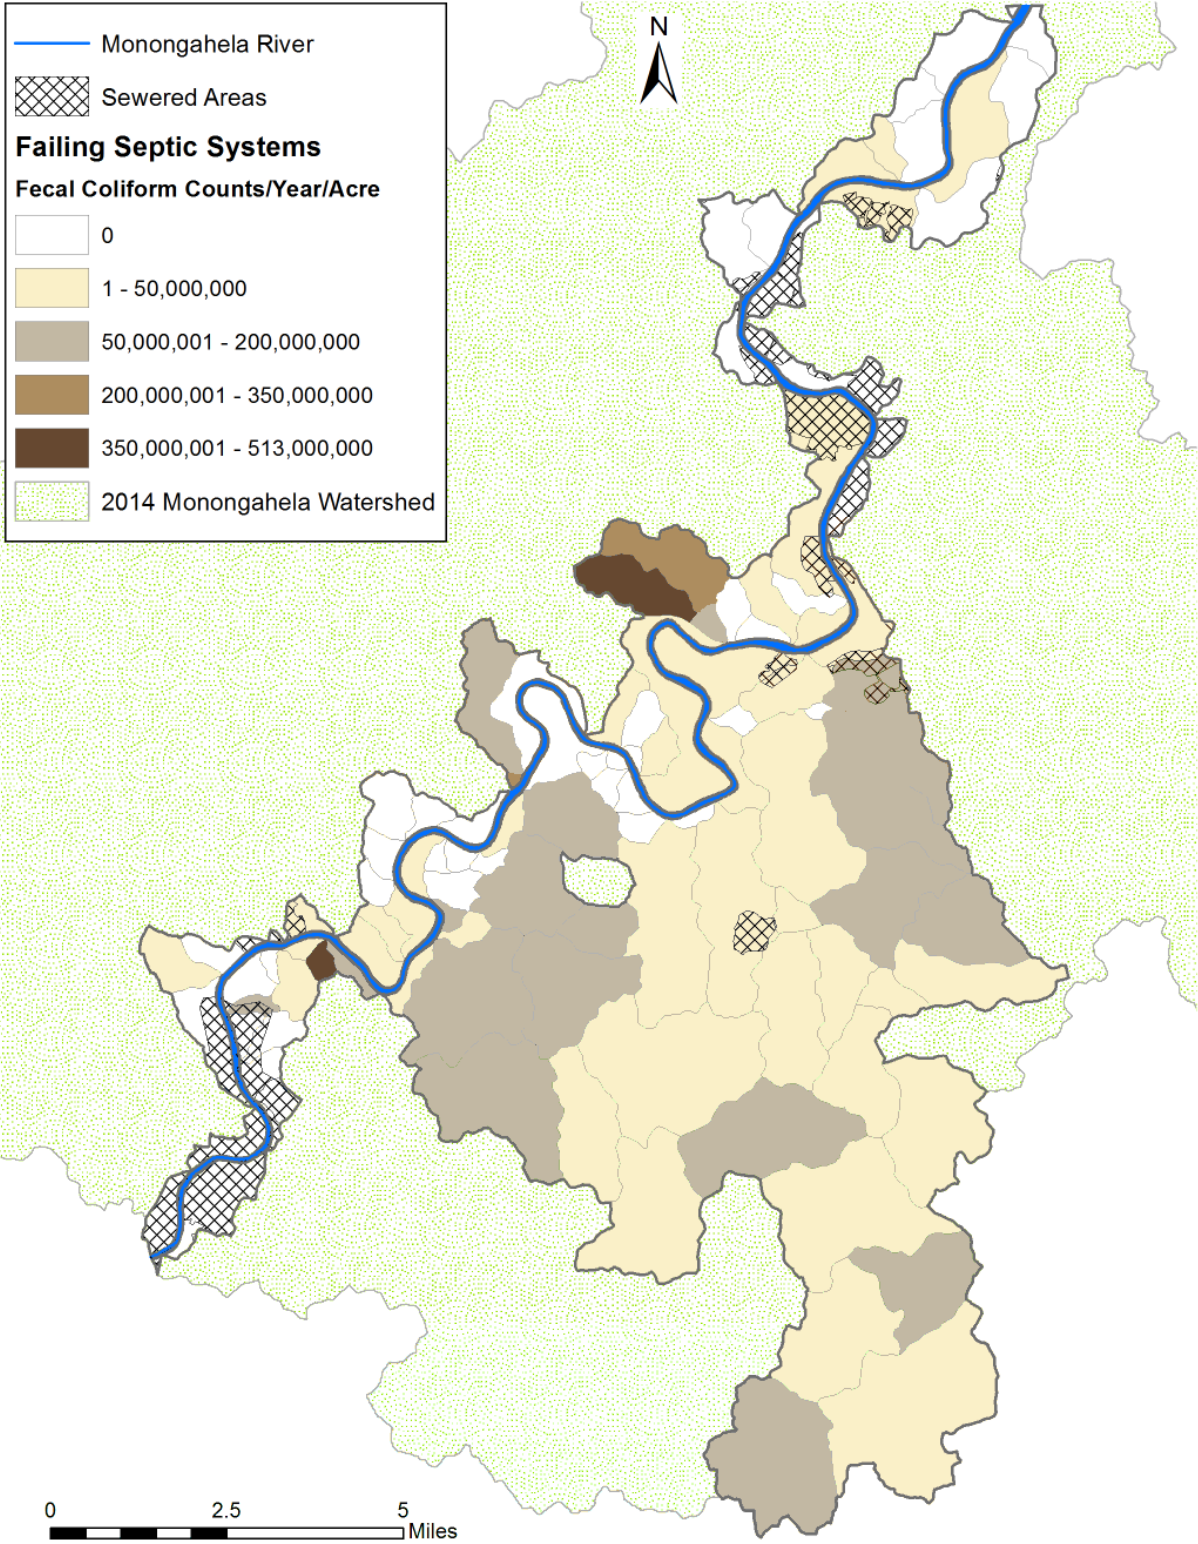 Monongahela River
Sewered Areas
Failing Septic Systems
Fecal Coliform Counts/Year/Acre
0
1 - 50,000,000
50,000,001 - 200,000,000
200,000,001 - 350,000,000
350,000,001 - 513,000,000
2014 Monongahela Watershed
N
0 2.5 5
Miles